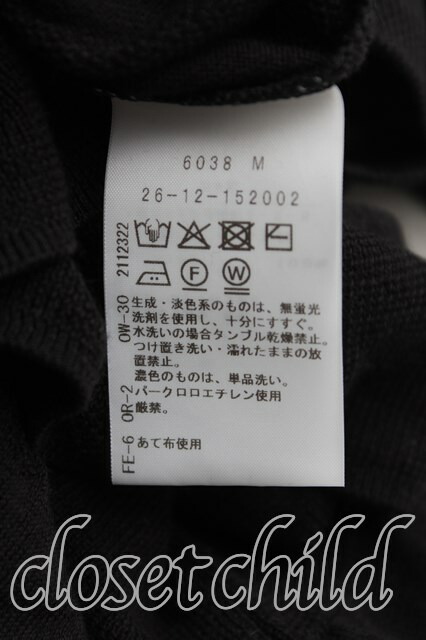 6038 M
26-12-152002
生成・淡色系のものは、無蛍光
洗剤を使用し、十分にすすぐ。
水洗いの場合タンブル乾燥禁止。
つけ置き洗い・濡れたままの放
置禁止。
濃色のものは、単品洗い。
パークロロエチレン使用
厳禁。
あて布使用
FE-6 OR-2 OW-30 2112322
F
W
closet child